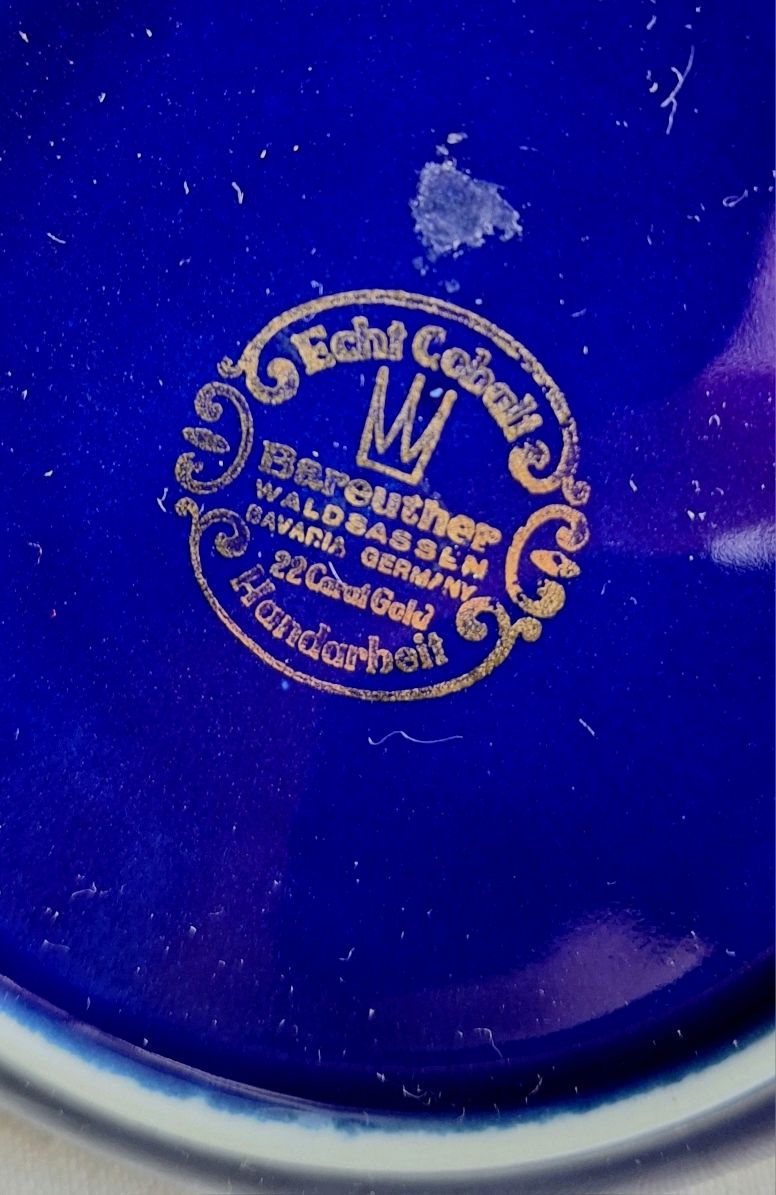 Echt Cobalt
Bareuther
WALDSASSEN
BAVARIA GERMANY
22 Carat Gold
Handarbeit